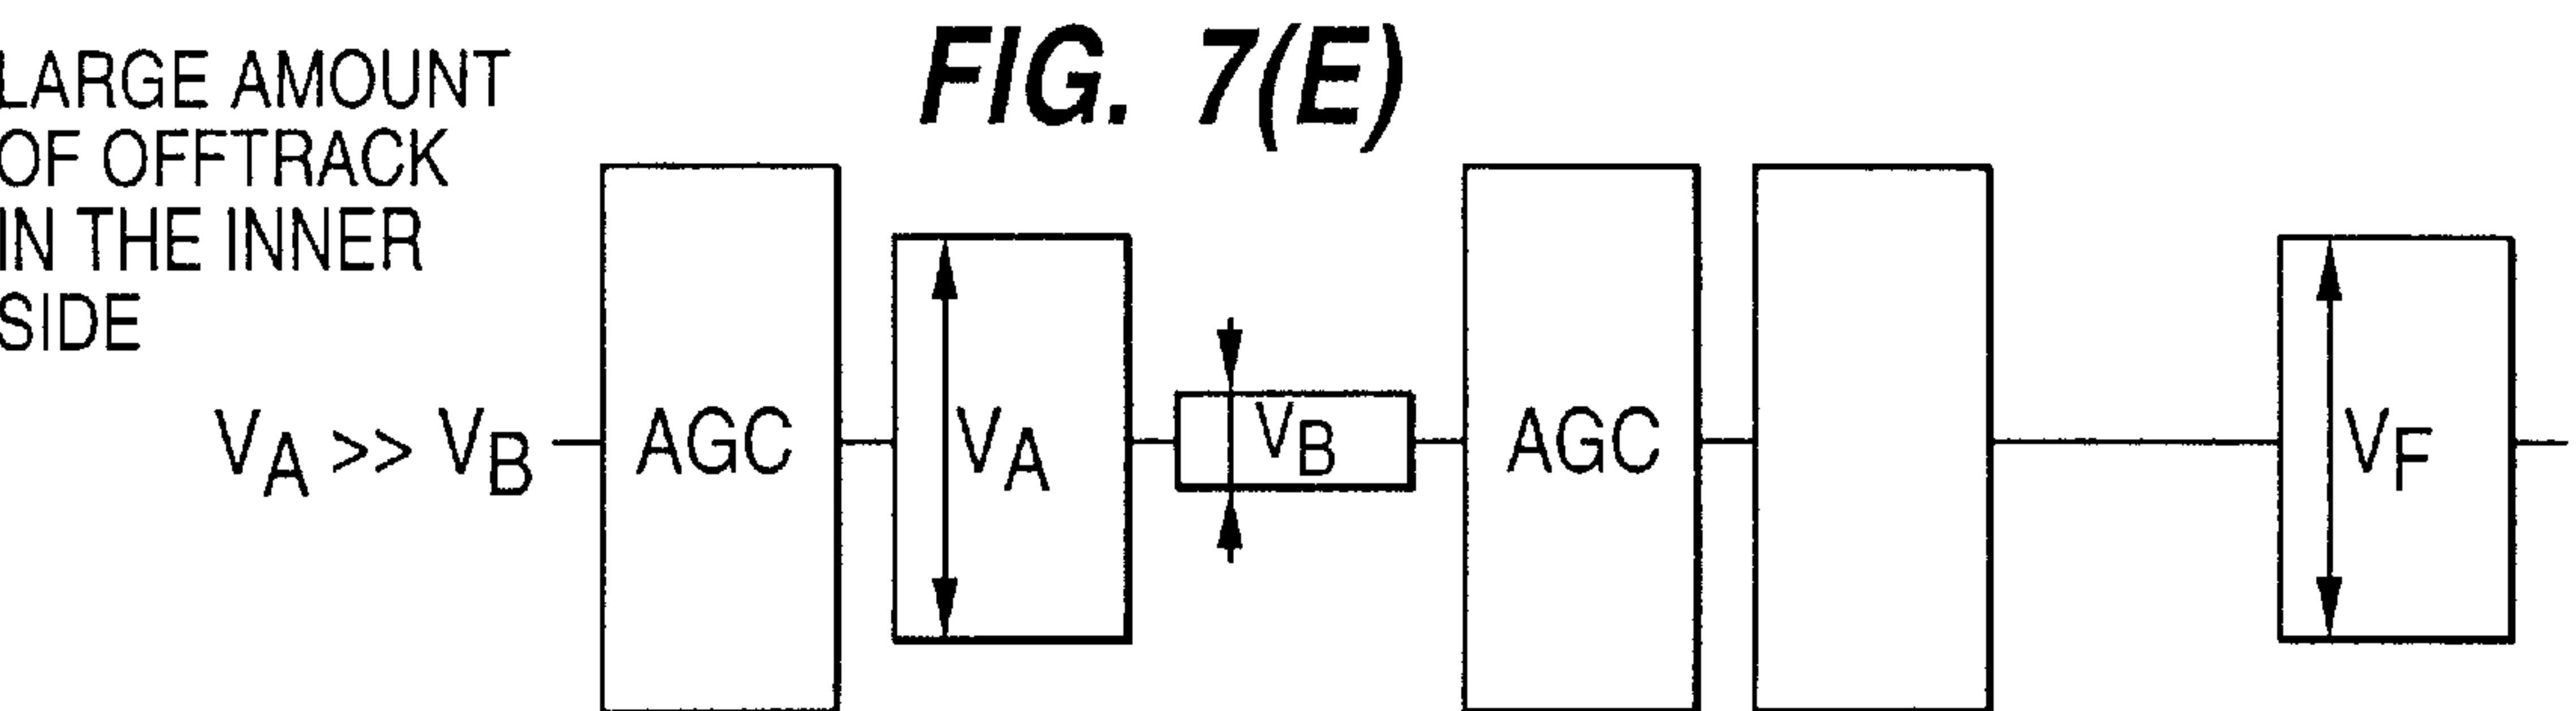 FIG. 7(E)
LARGE AMOUNT
OF OFFTRACK
IN THE INNER
SIDE
VA >> VB
AGC
VA
VB
AGC
VF